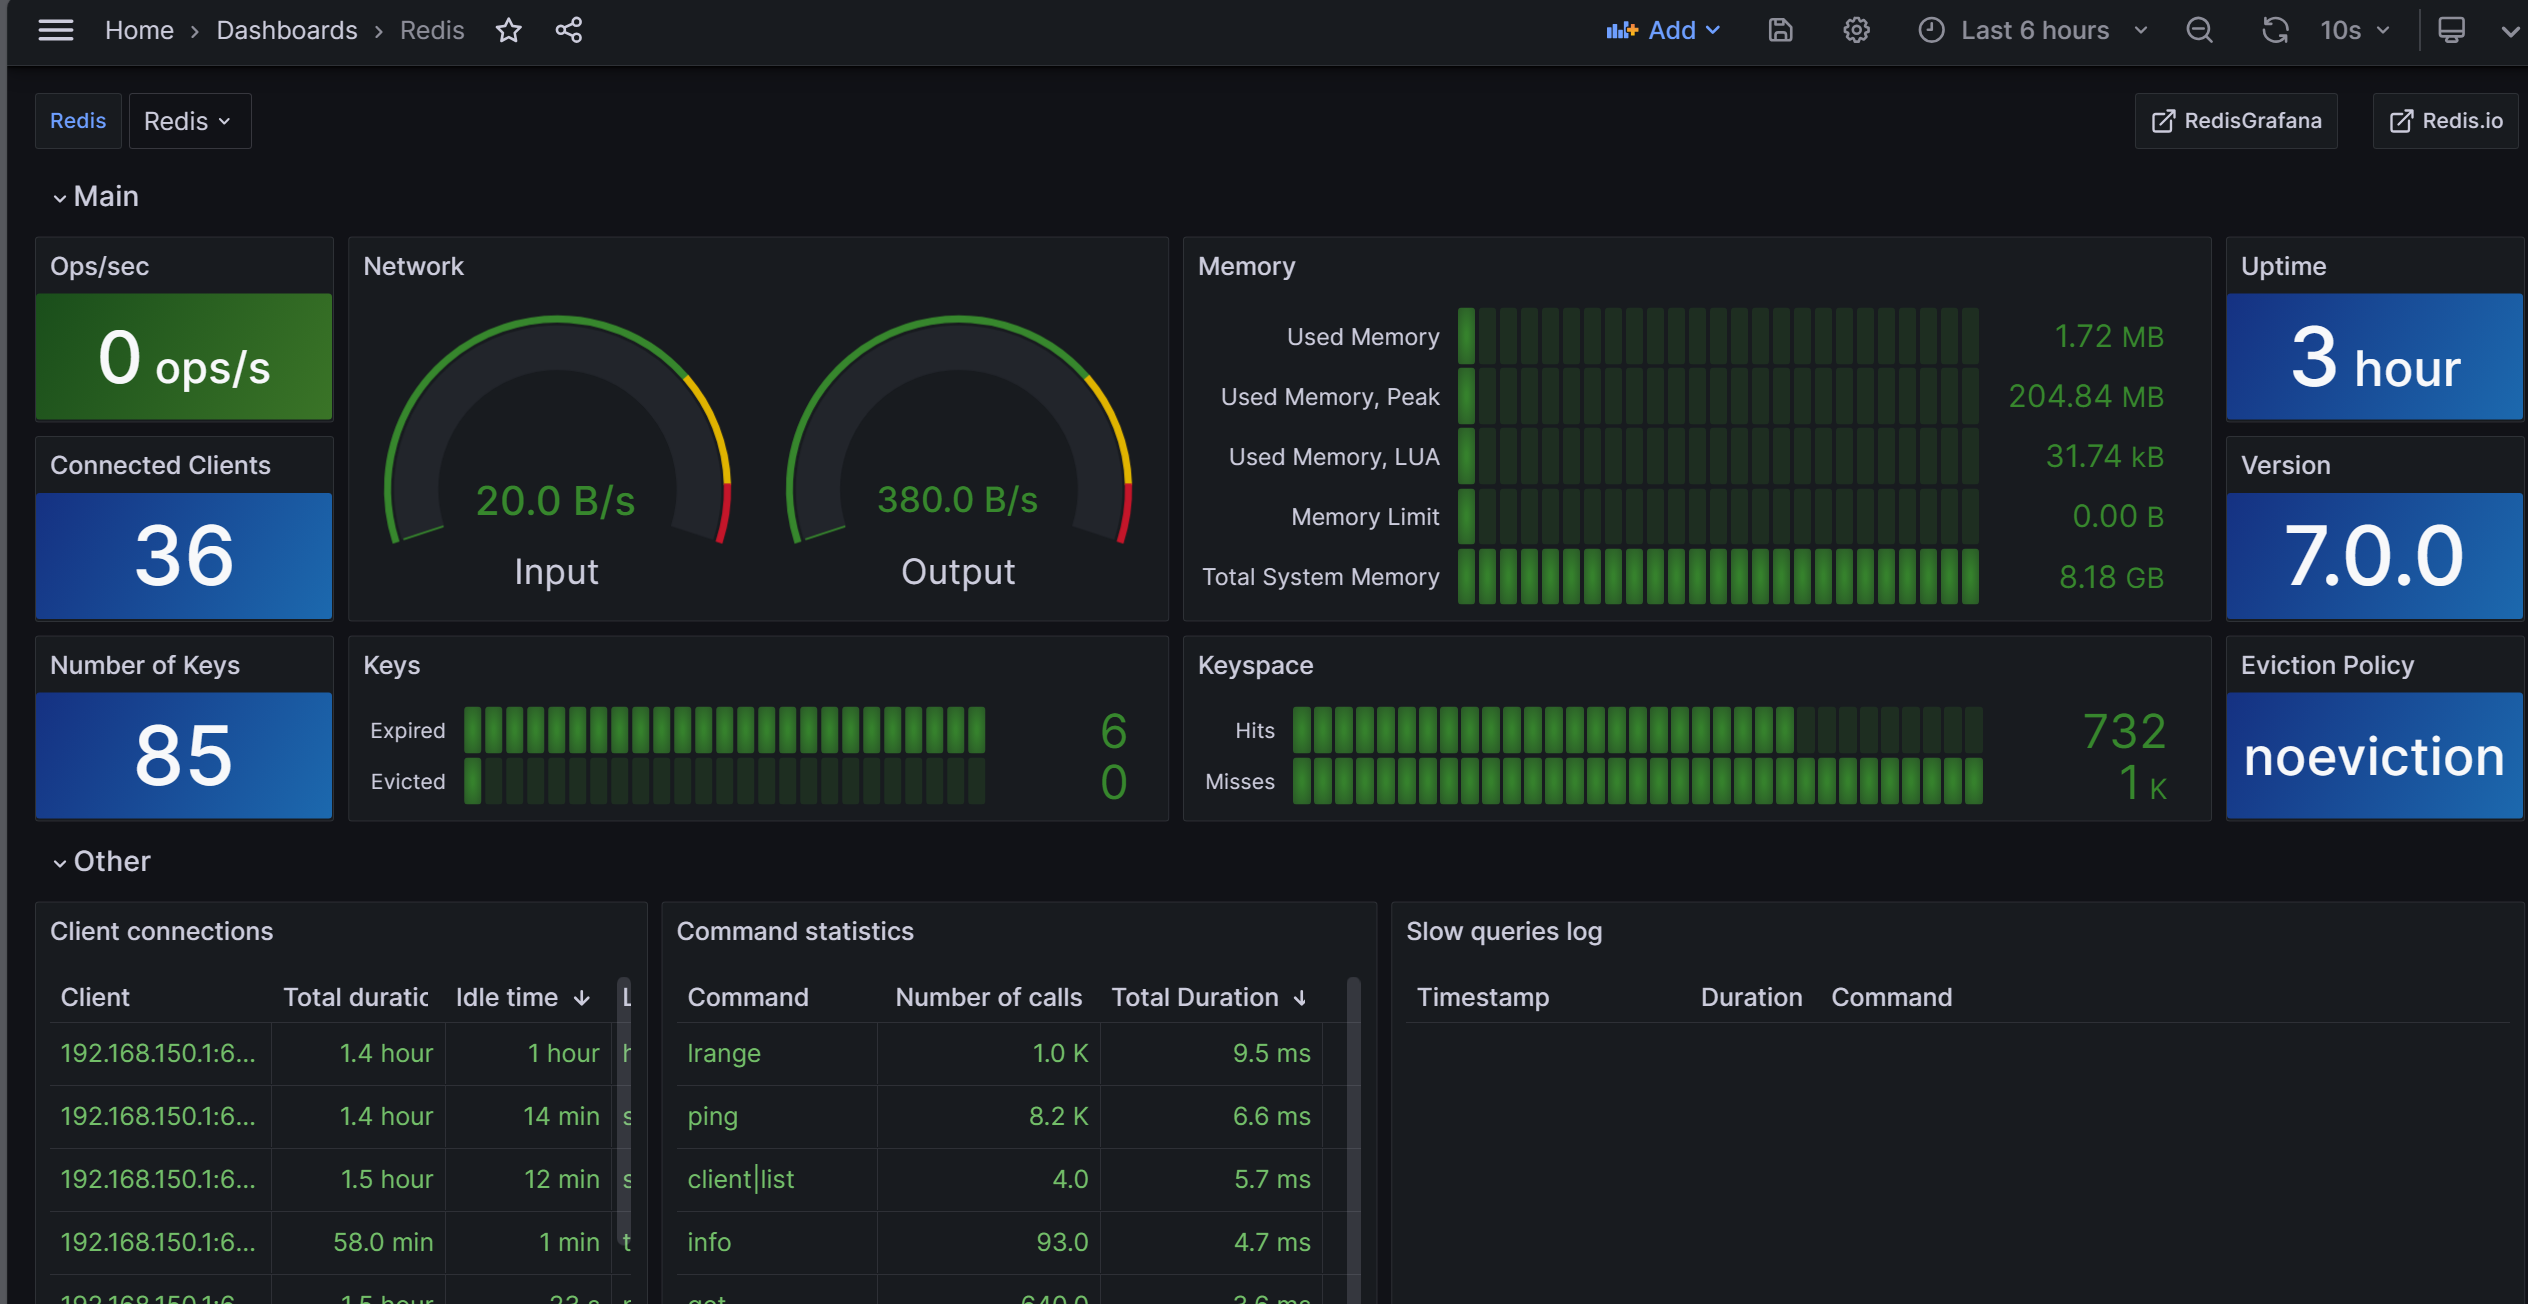 Home › Dashboards › Redis
Add
Last 6 hours
10s
Redis
Redis
RedisGrafana
Redis.io
Main
Ops/sec
0 ops/s
Connected Clients
36
Number of Keys
85
Network
20.0 B/s
Input
380.0 B/s
Output
Keys
Expired 6
Evicted 0
Memory
Used Memory 1.72 MB
Used Memory, Peak 204.84 MB
Used Memory, LUA 31.74 kB
Memory Limit 0.00 B
Total System Memory 8.18 GB
Keyspace
Hits 732
Misses 1 K
Uptime
3 hour
Version
7.0.0
Eviction Policy
noeviction
Other
Client connections
Client Total duratic Idle time
192.168.150.1:6... 1.4 hour 1 hour
192.168.150.1:6... 1.4 hour 14 min
192.168.150.1:6... 1.5 hour 12 min
192.168.150.1:6... 58.0 min 1 min
Command statistics
Command Number of calls Total Duration
lrange 1.0 K 9.5 ms
ping 8.2 K 6.6 ms
client|list 4.0 5.7 ms
info 93.0 4.7 ms
Slow queries log
Timestamp Duration Command